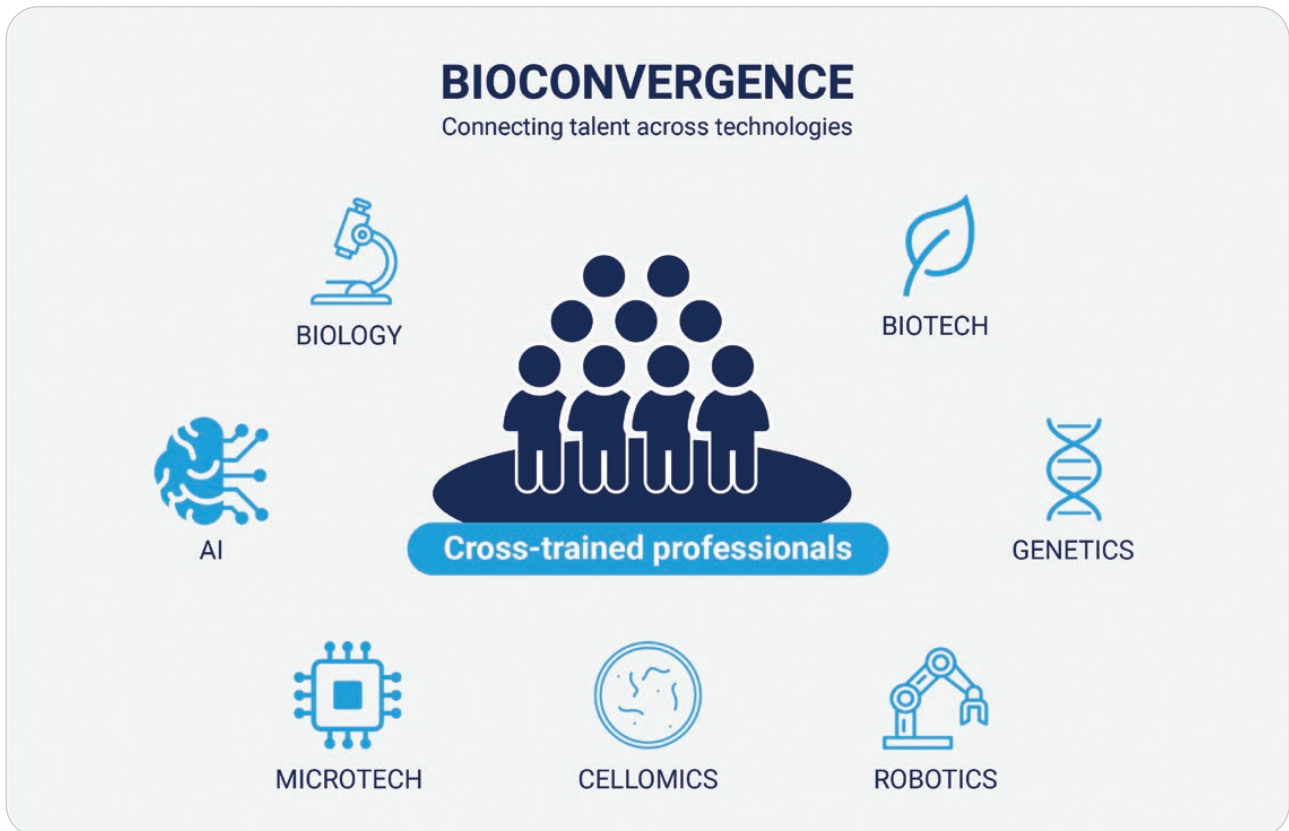 BIOCONVERGENCE
Connecting talent across technologies
BIOLOGY
BIOTECH
AI
Cross-trained professionals
GENETICS
MICROTECH
CELLOMICS
ROBOTICS